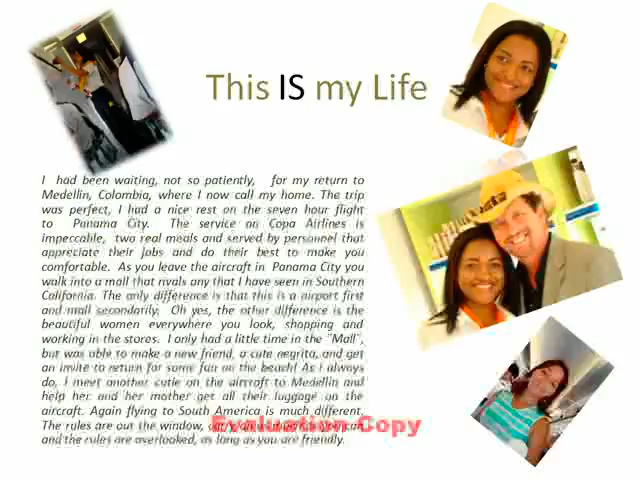 This IS my Life
I had been waiting, not so patiently, for my return to
Medellin, Colombia, where I now call my home. The trip
was perfect, I had a nice rest on the seven hour flight
to Panama City. The service on Copa Airlines is
impeccable, two real meals and served by personnel that
appreciate their jobs and do their best to make you
comfortable. As you leave the aircraft in Panama City you
walk into a mall that rivals any that I have seen in Southern
California. The only difference is that this is a airport first
and mall secondarily. Oh yes, the other difference is the
beautiful women everywhere you look, shopping and
working in the stores. I only had a little time in the "Mall",
but was able to make a new friend, a cute negrita, and get
an invite to return for some fun on the beach! As I always
do, I meet another cutie on the aircraft to Medellin and
help her and her mother get all their luggage on the
aircraft. Again flying to South America is much different.
The rules are out the window, you can
and the rules are overlooked, as long as you are friendly.
Evaluation Copy